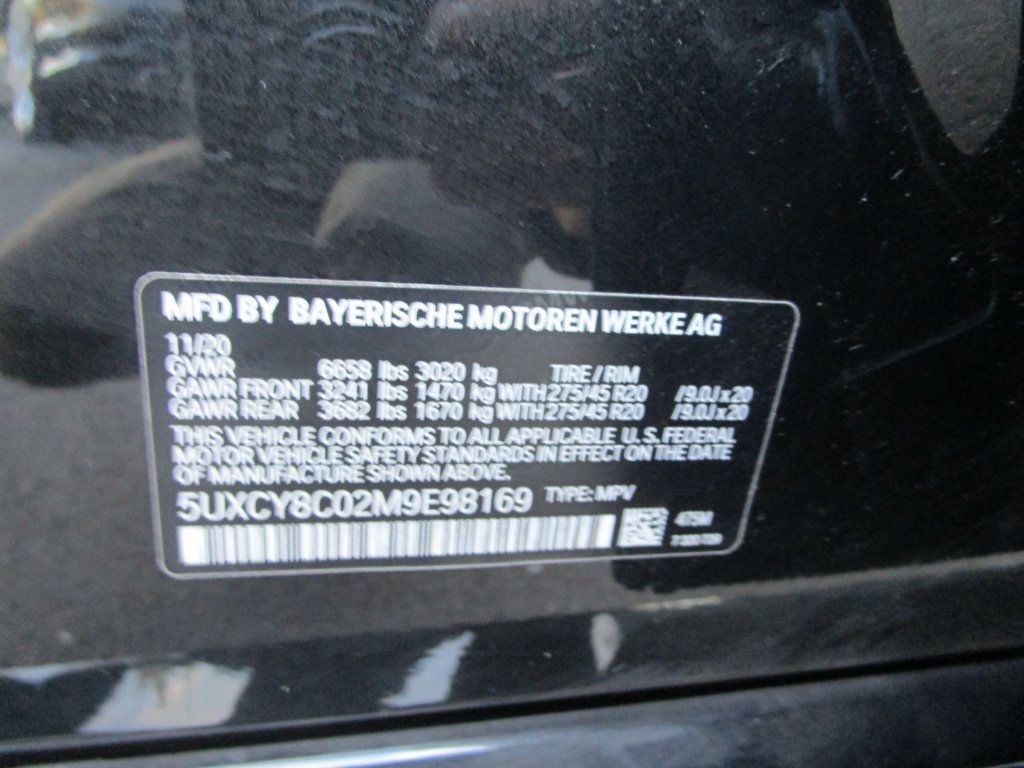 MFD BY BAYERISCHE MOTOREN WERKE AG
11/20
GVWR 6658 lbs 3020 kg TIRE / RIM
GAWR FRONT 3241 lbs 1470 kg WITH 275/45 R20 /9.0J x 20
GAWR REAR 3682 lbs 1670 kg WITH 275/45 R20 /9.0J x 20
THIS VEHICLE CONFORMS TO ALL APPLICABLE U.S. FEDERAL
MOTOR VEHICLE SAFETY STANDARDS IN EFFECT ON THE DATE
OF MANUFACTURE SHOWN ABOVE.
5UXCY8C02M9E98169 TYPE: MPV